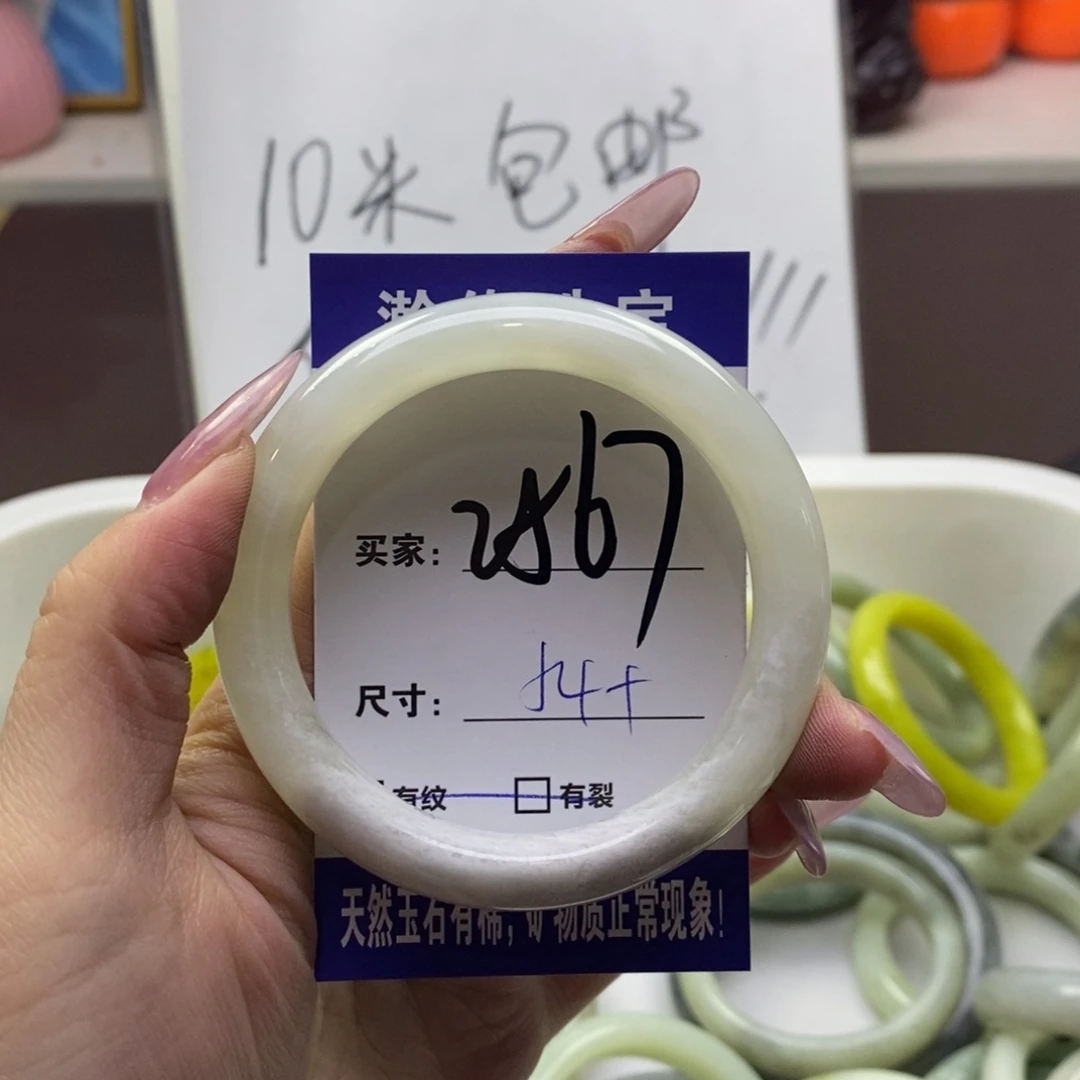 10米 包邮
!!!
买家: 2867
尺寸: 54+
有纹 有裂
天然玉石有棉,矿物质正常现象!